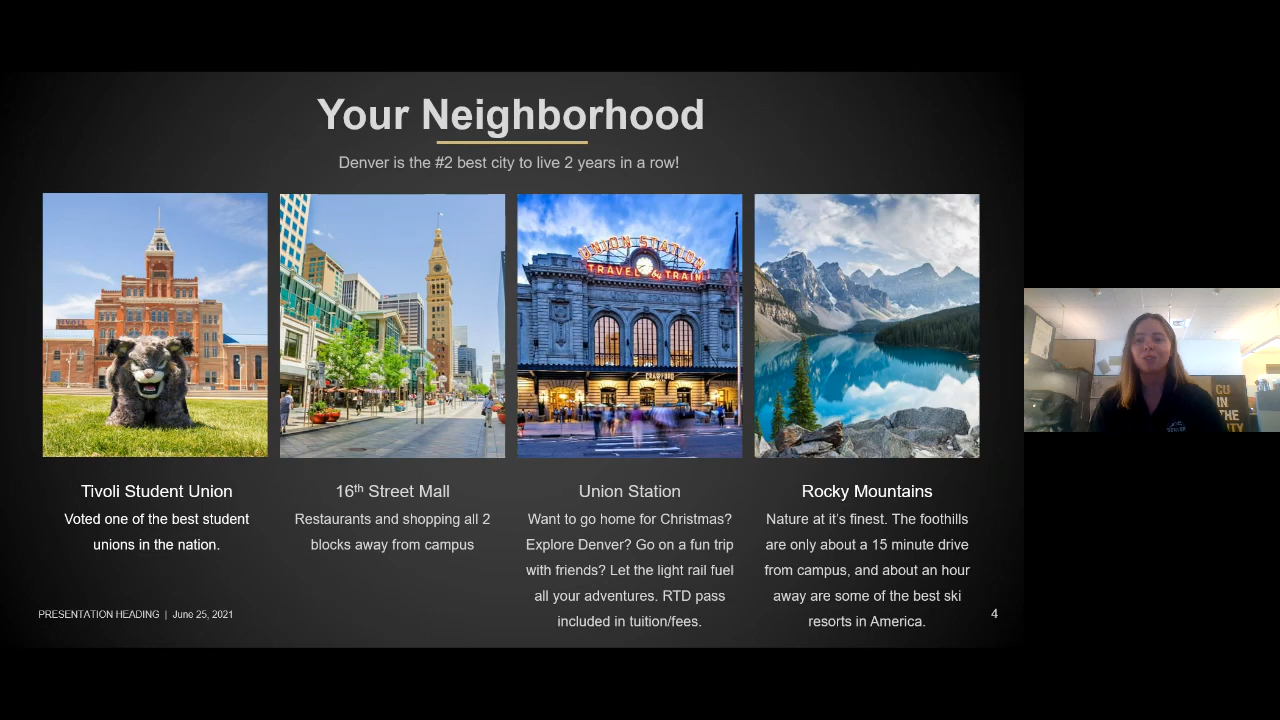 Your Neighborhood
Denver is the #2 best city to live 2 years in a row!
UNION STATION
TRAVEL by TRAIN
CRAWFORD
CU
IN
THE
CITY
Tivoli Student Union
Voted one of the best student
unions in the nation.
16th Street Mall
Restaurants and shopping all 2
blocks away from campus
Union Station
Want to go home for Christmas?
Explore Denver? Go on a fun trip
with friends? Let the light rail fuel
all your adventures. RTD pass
included in tuition/fees.
Rocky Mountains
Nature at it's finest. The foothills
are only about a 15 minute drive
from campus, and about an hour
away are some of the best ski
resorts in America.
PRESENTATION HEADING | June 25, 2021
4